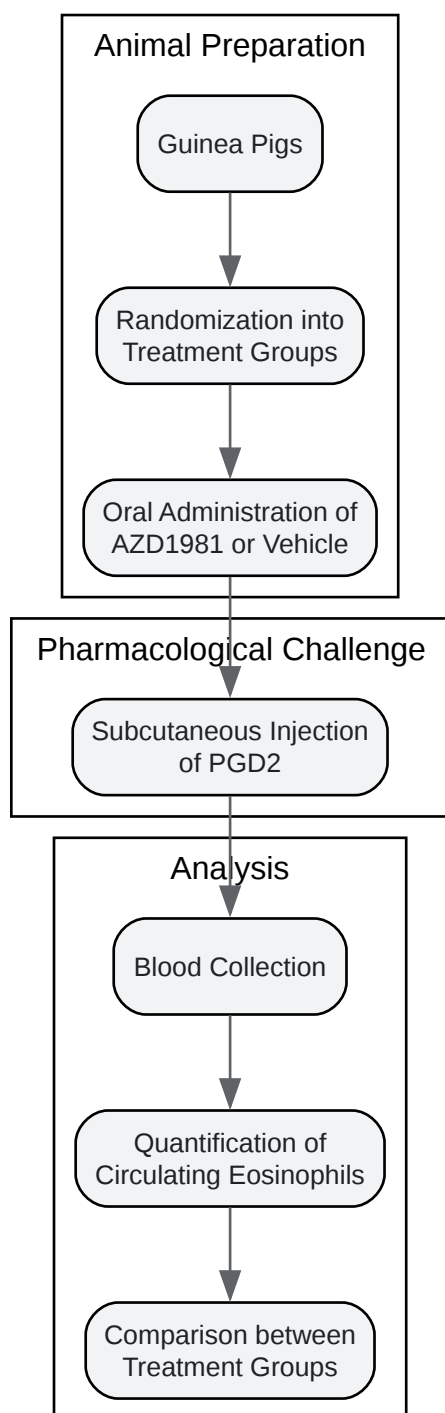 Animal Preparation
Guinea Pigs
Randomization into
Treatment Groups
Oral Administration of
AZD1981 or Vehicle
Pharmacological Challenge
Subcutaneous Injection
of PGD2
Analysis
Blood Collection
Quantification of
Circulating Eosinophils
Comparison between
Treatment Groups